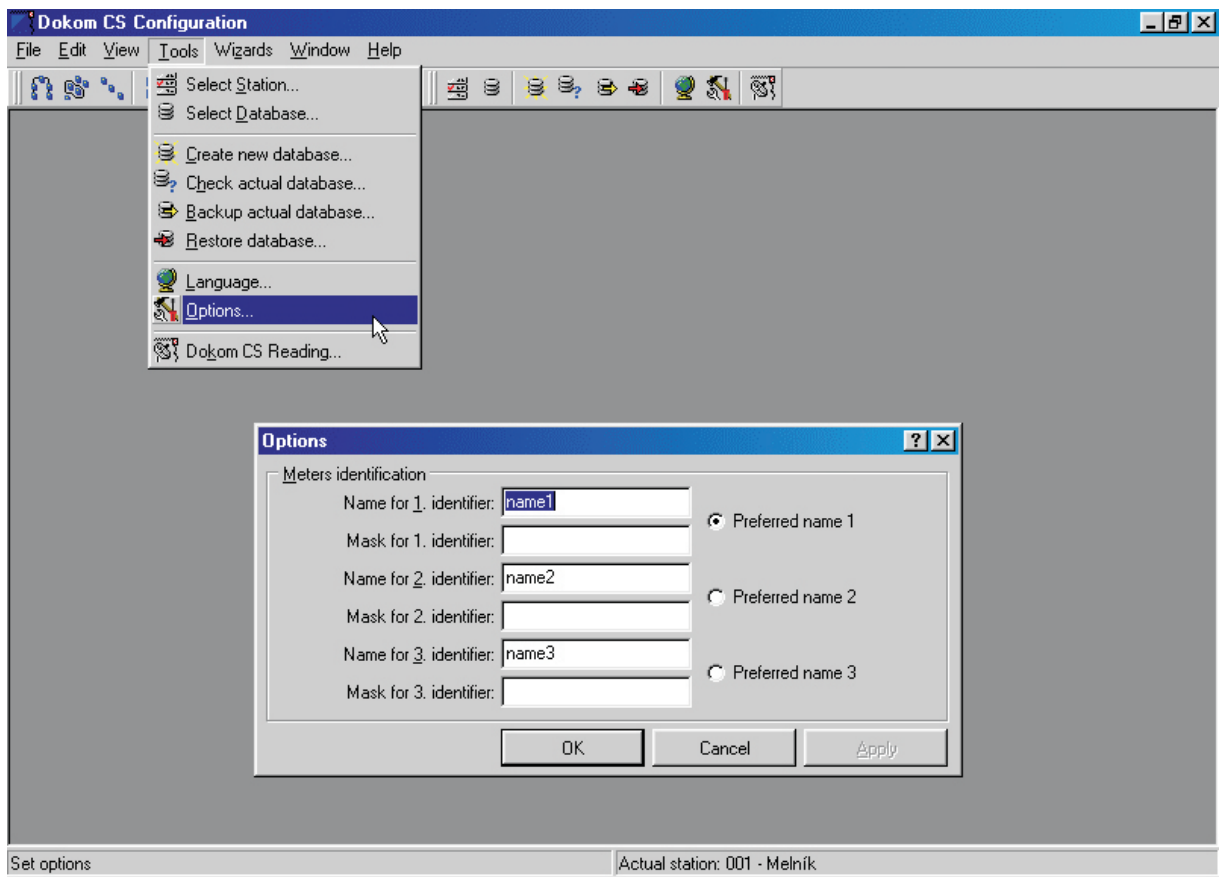 Dokom CS Configuration
File Edit View Tools Wizards Window Help
Select Station...
Select Database...
Create new database...
Check actual database...
Backup actual database...
Restore database...
Language...
Options...
Dokom CS Reading...
Options
Meters identification
Name for 1. identifier: name1
Preferred name 1
Mask for 1. identifier:
Name for 2. identifier: name2
Preferred name 2
Mask for 2. identifier:
Name for 3. identifier: name3
Preferred name 3
Mask for 3. identifier:
OK Cancel Apply
Set options Actual station: 001 - Melník